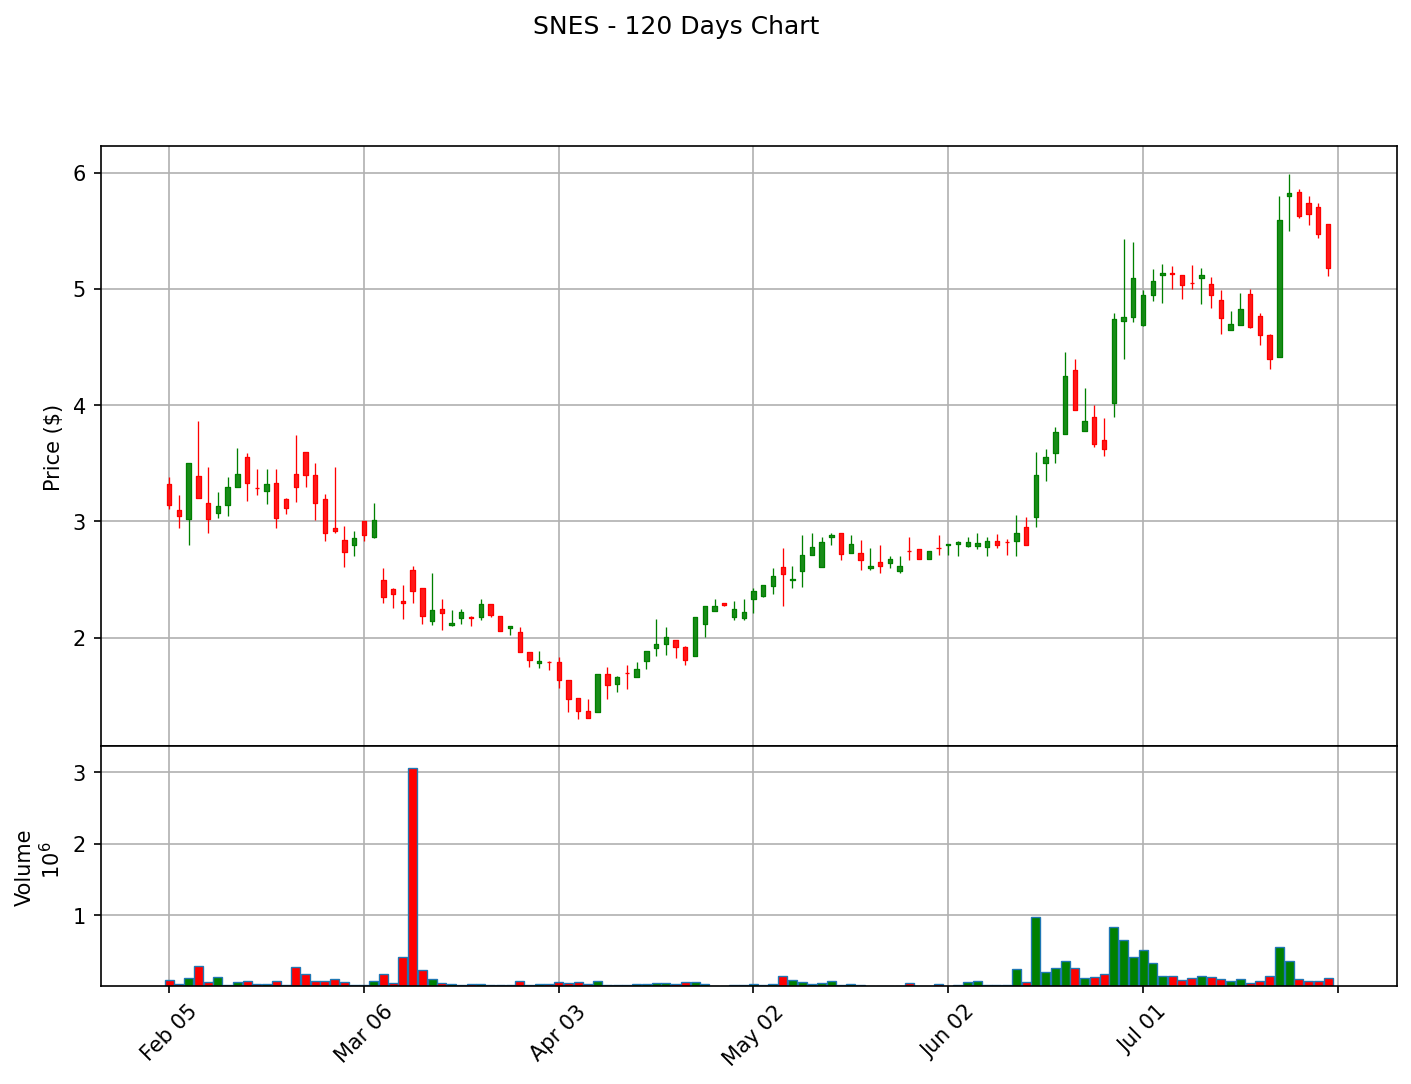 SNES - 120 Days Chart
Price ($)
6
5
4
3
2
Volume
10⁶
3
2
1
Feb 05
Mar 06
Apr 03
May 02
Jun 02
Jul 01